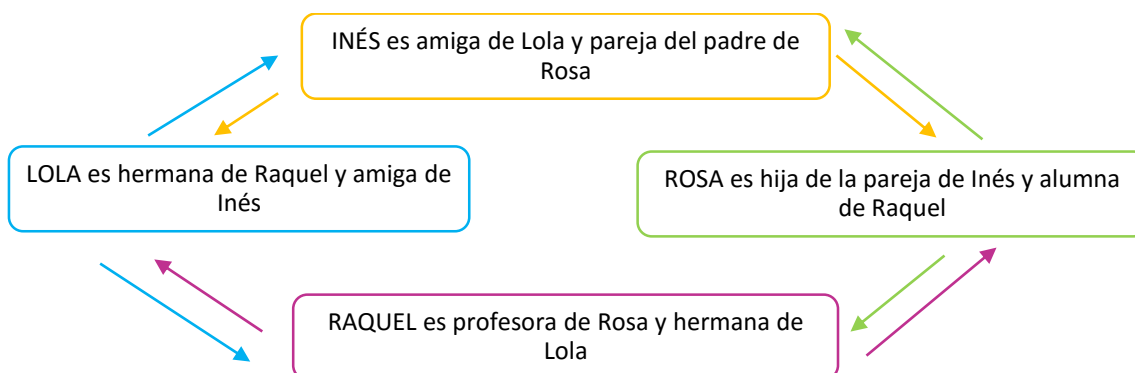 INÉS es amiga de Lola y pareja del padre de
Rosa
LOLA es hermana de Raquel y amiga de
Inés
ROSA es hija de la pareja de Inés y alumna
de Raquel
RAQUEL es profesora de Rosa y hermana de
Lola